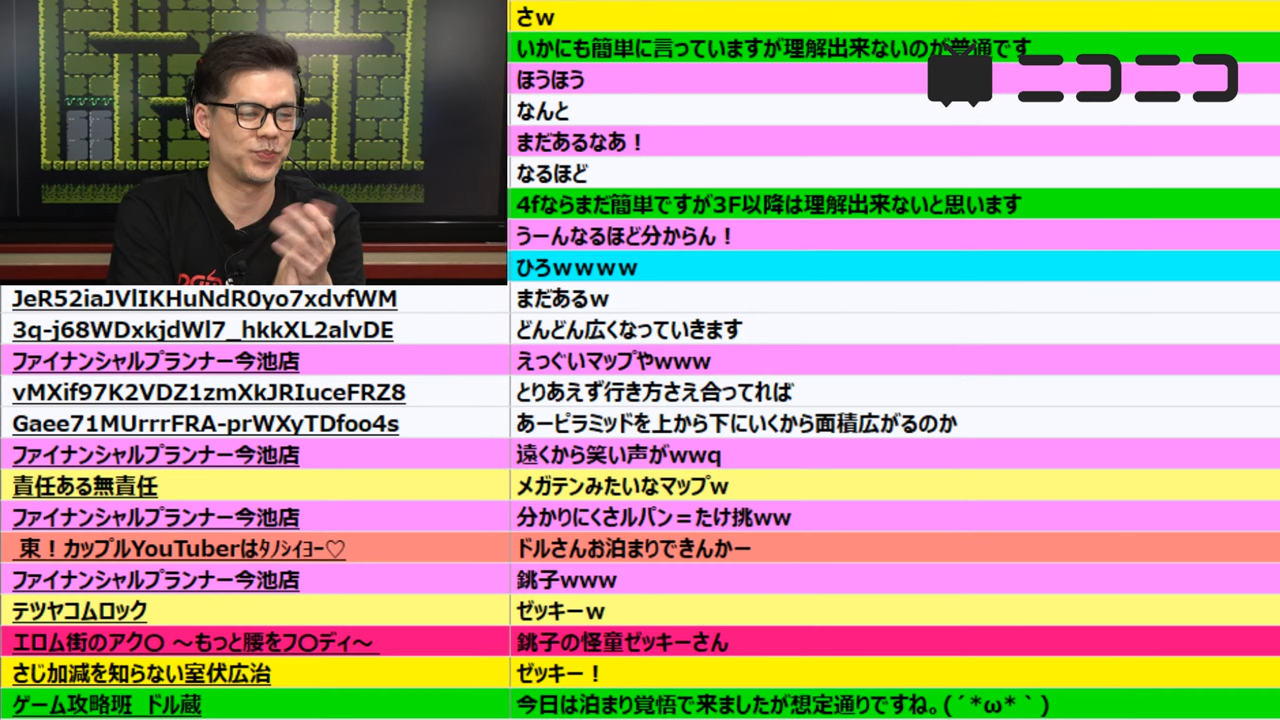 さw
いかにも簡単に言っていますが理解出来ないのが普通です
ニコニコ
ほうほう
なんと
まだあるなあ！
なるほど
4fならまだ簡単ですが3F以降は理解出来ないと思います
うーんなるほど分からん！
ひろｗｗｗｗ
JeR52iaJVlIKHuNdR0yo7xdvfWM まだあるｗ
3q-j68WDxkjdWl7_hkkXL2alvDE どんどん広くなっていきます
ファイナンシャルプランナー今池店 えっぐいマップやwww
vMXif97K2VDZ1zmXkJRIuceFRZ8 とりあえず行き方さえ合ってれば
Gaee71MUrrrFRA-prWXyTDfoo4s あーピラミッドを上から下にいくから面積広がるのか
ファイナンシャルプランナー今池店 遠くから笑い声がwwq
責任ある無責任 メガテンみたいなマップw
ファイナンシャルプランナー今池店 分かりにくさルパン＝たけ挑ww
東！カップルYouTuberはﾀﾉｼｲﾖｰ♡ ドルさんお泊まりできんかー
ファイナンシャルプランナー今池店 銚子www
テツヤコムロック ゼッキーｗ
エロム街のアク〇 ～もっと腰をフ〇ディ～ 銚子の怪童ゼッキーさん
さじ加減を知らない室伏広治 ゼッキー！
ゲーム攻略班 ドル蔵 今日は泊まり覚悟で来ましたが想定通りですね。(´*ω*｀)